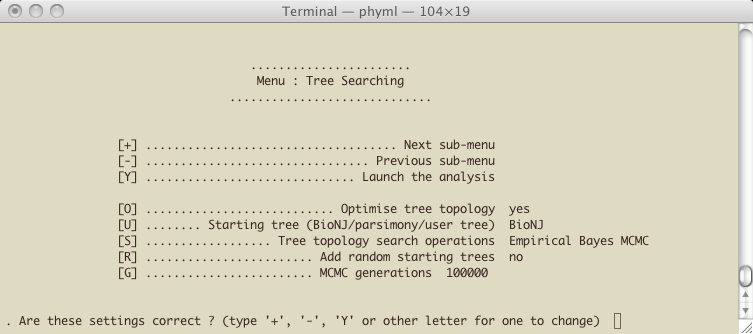 Terminal — phyml — 104×19
.......................
Menu : Tree Searching
.............................
[+] .................................... Next sub-menu
[-] ................................ Previous sub-menu
[Y] .............................. Launch the analysis
[O] ........................... Optimise tree topology  yes
[U] ........ Starting tree (BioNJ/parsimony/user tree)  BioNJ
[S] .................. Tree topology search operations  Empirical Bayes MCMC
[R] ........................ Add random starting trees  no
[G] ........................ MCMC generations  100000
. Are these settings correct ? (type '+', '-', 'Y' or other letter for one to change)